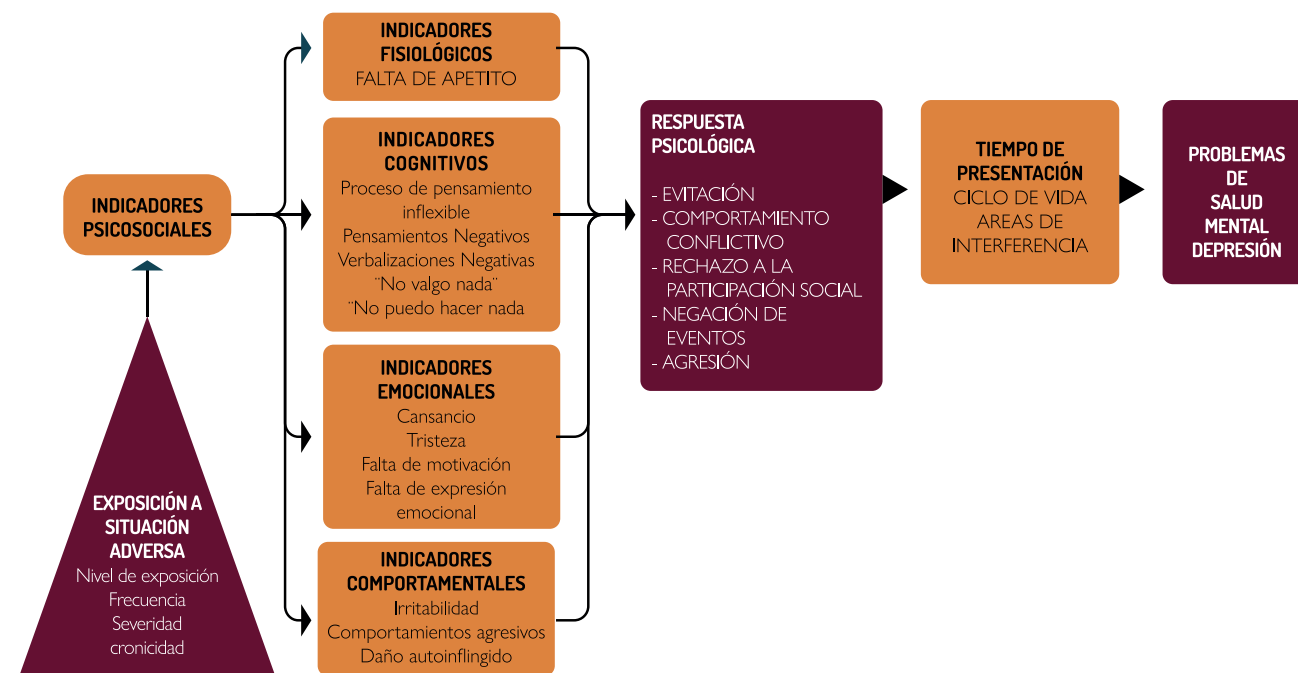 INDICADORES
PSICOSOCIALES
EXPOSICIÓN A
SITUACIÓN
ADVERSA
Nivel de exposición
Frecuencia
Severidad
cronicidad
INDICADORES
FISIOLÓGICOS
FALTA DE APETITO
INDICADORES
COGNITIVOS
Proceso de pensamiento
inflexible
Pensamientos Negativos
Verbalizaciones Negativas
¨No valgo nada¨
¨No puedo hacer nada
INDICADORES
EMOCIONALES
Cansancio
Tristeza
Falta de motivación
Falta de expresión
emocional
INDICADORES
COMPORTAMENTALES
Irritabilidad
Comportamientos agresivos
Daño autoinflingido
RESPUESTA
PSICOLÓGICA
- EVITACIÓN
- COMPORTAMIENTO
CONFLICTIVO
- RECHAZO A LA
PARTICIPACIÓN SOCIAL
- NEGACIÓN DE
EVENTOS
- AGRESIÓN
TIEMPO DE
PRESENTACIÓN
CICLO DE VIDA
AREAS DE
INTERFERENCIA
PROBLEMAS
DE
SALUD
MENTAL
DEPRESIÓN